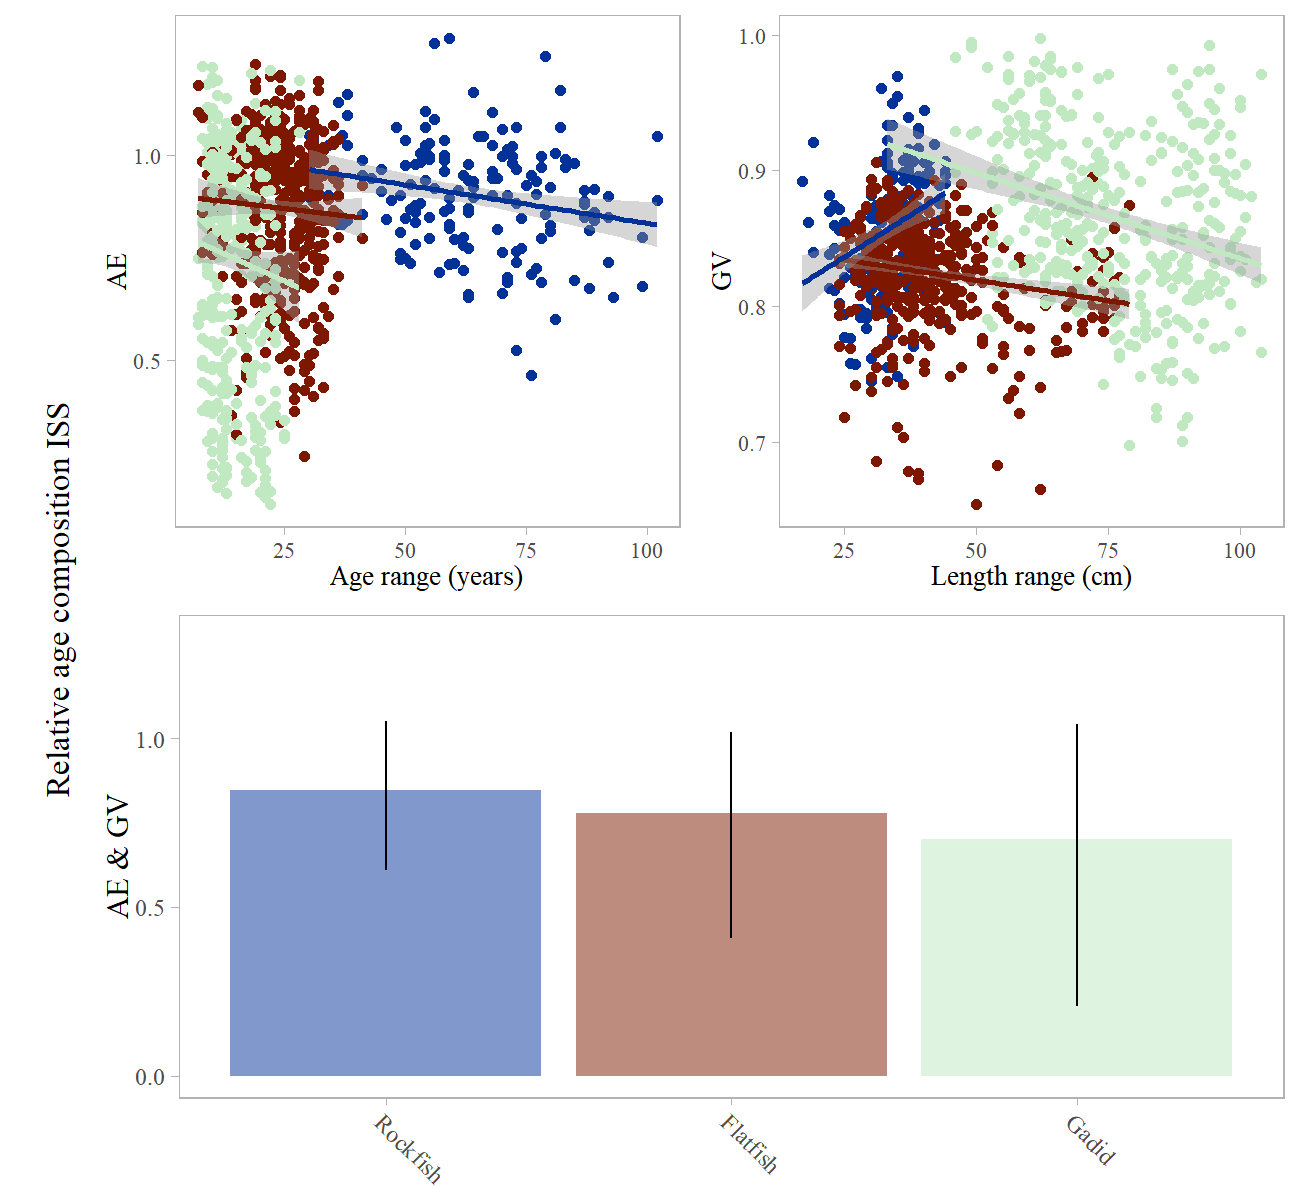 Relative age composition ISS
AE
1.0
0.5
25
50
75
100
Age range (years)
GV
1.0
0.9
0.8
0.7
25
50
75
100
Length range (cm)
AE & GV
1.0
0.5
0.0
Rockfish
Flatfish
Gadid